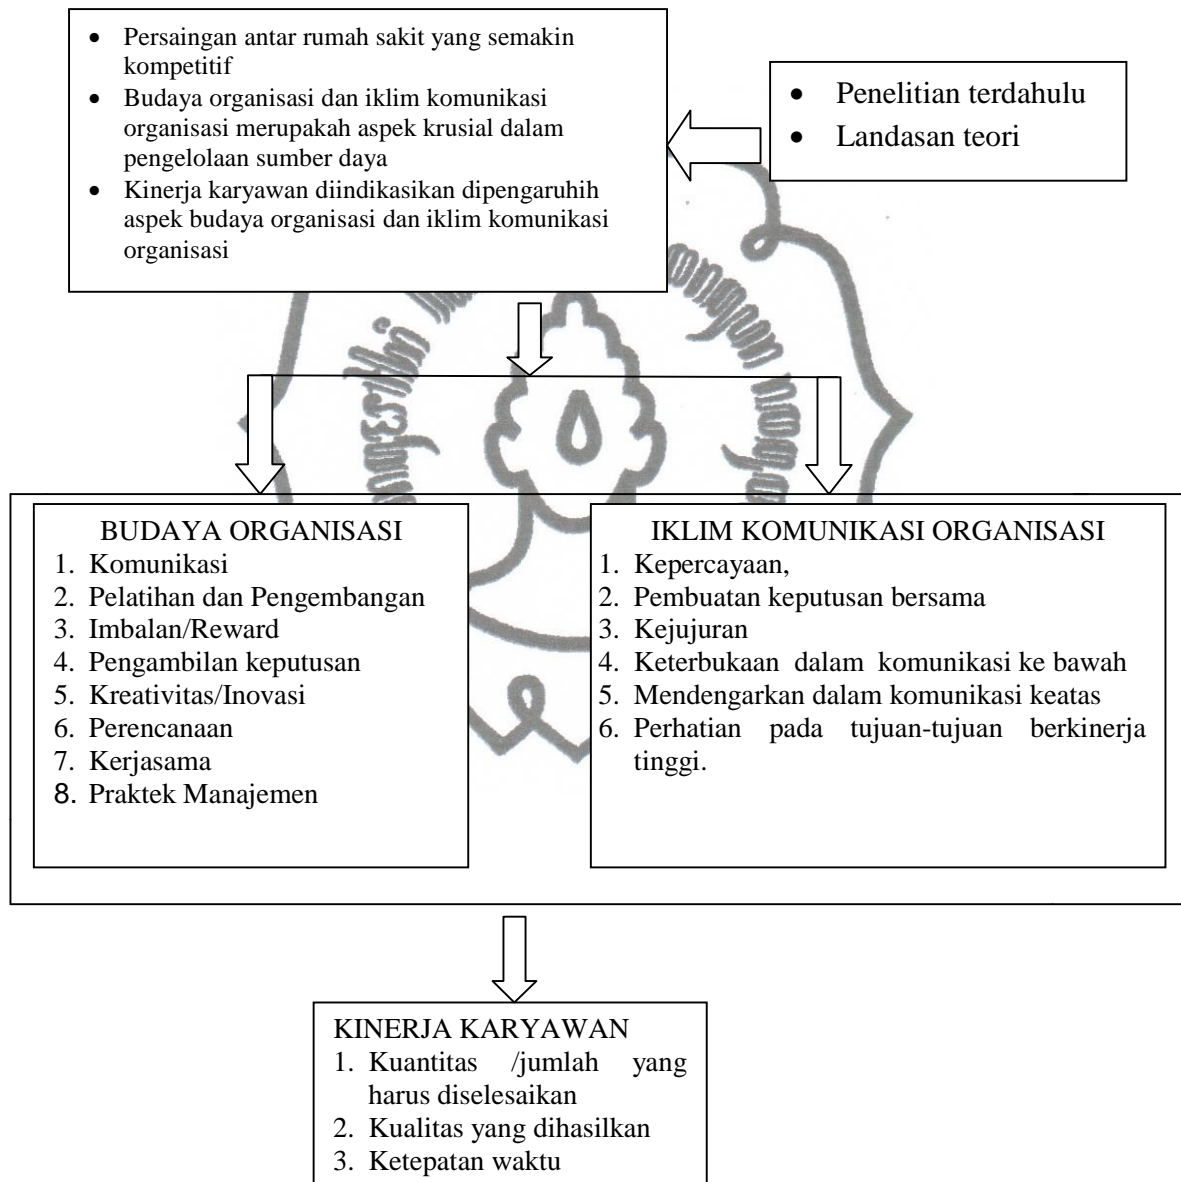 • Persaingan antar rumah sakit yang semakin
kompetitif
• Budaya organisasi dan iklim komunikasi
organisasi merupakah aspek krusial dalam
pengelolaan sumber daya
• Kinerja karyawan diindikasikan dipengaruhih
aspek budaya organisasi dan iklim komunikasi
organisasi
• Penelitian terdahulu
• Landasan teori
BUDAYA ORGANISASI
1. Komunikasi
2. Pelatihan dan Pengembangan
3. Imbalan/Reward
4. Pengambilan keputusan
5. Kreativitas/Inovasi
6. Perencanaan
7. Kerjasama
8. Praktek Manajemen
IKLIM KOMUNIKASI ORGANISASI
1. Kepercayaan,
2. Pembuatan keputusan bersama
3. Kejujuran
4. Keterbukaan dalam komunikasi ke bawah
5. Mendengarkan dalam komunikasi keatas
6. Perhatian pada tujuan-tujuan berkinerja
tinggi.
KINERJA KARYAWAN
1. Kuantitas /jumlah yang
harus diselesaikan
2. Kualitas yang dihasilkan
3. Ketepatan waktu